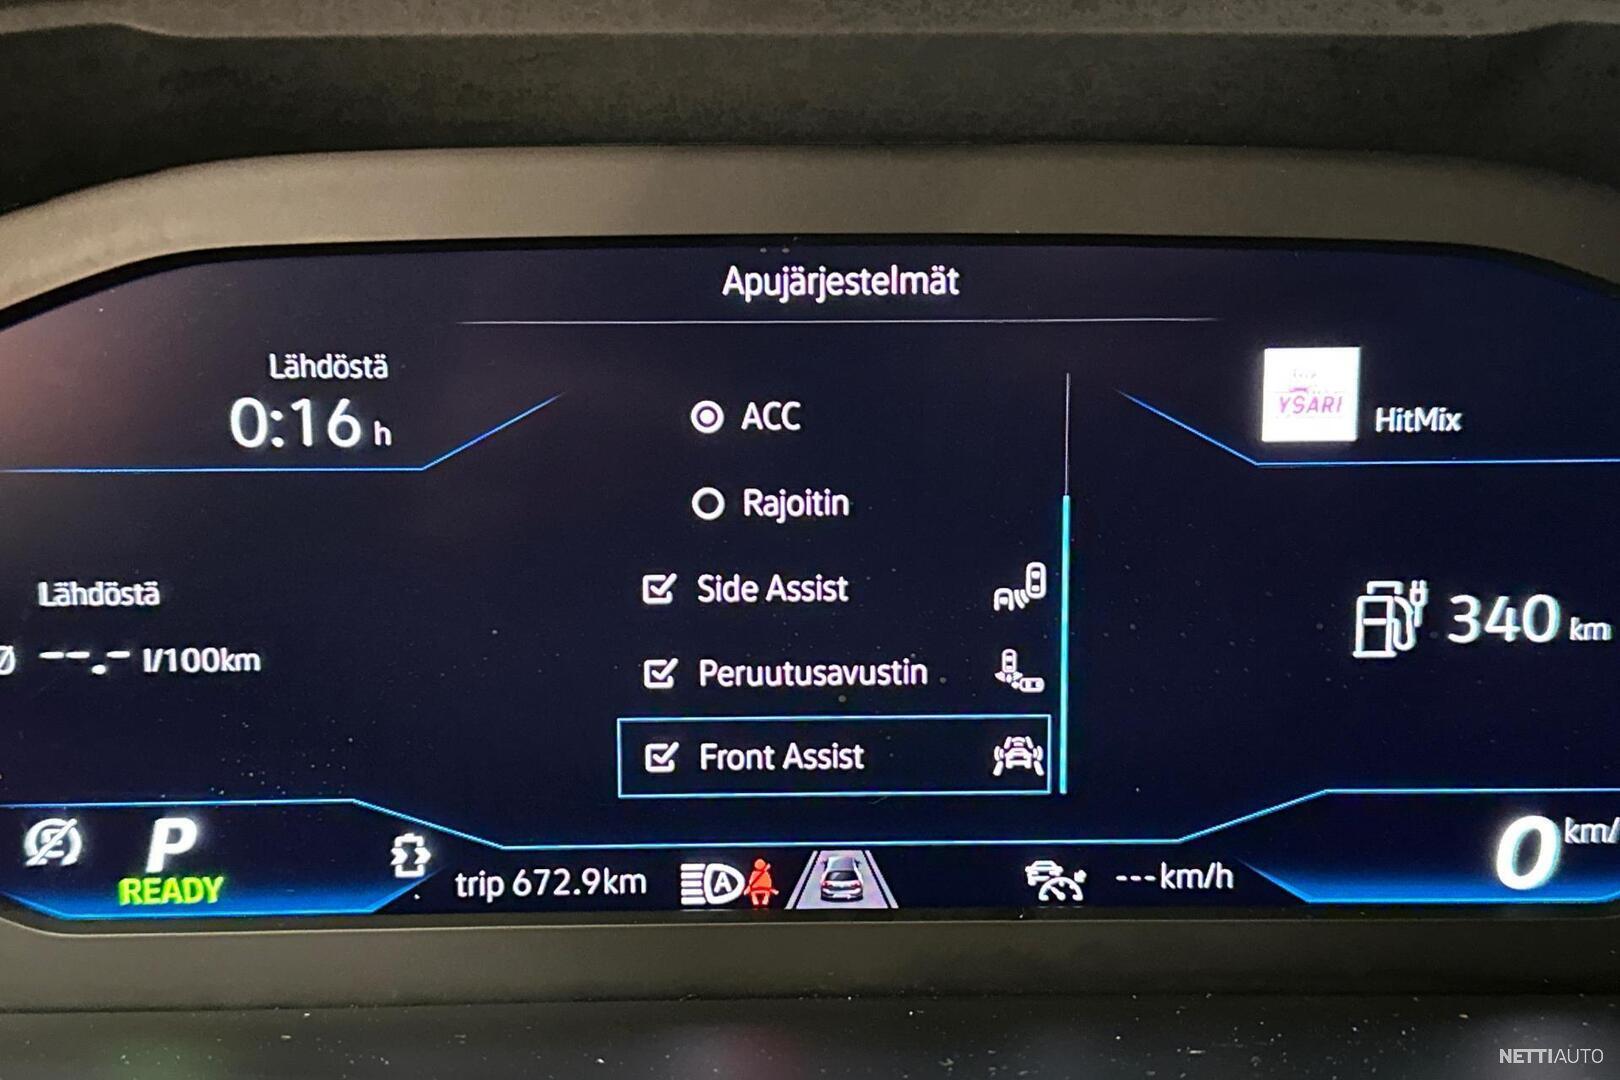 Apujärjestelmät
Lähdöstä
0:16 h
ACC
YSARI
HitMix
Rajoitin
Side Assist
Lähdöstä
Ø --.- l/100km
340 km
Peruutusavustin
Front Assist
P
READY
trip 672.9km
A
---km/h
0 km/
NETTIAUTO